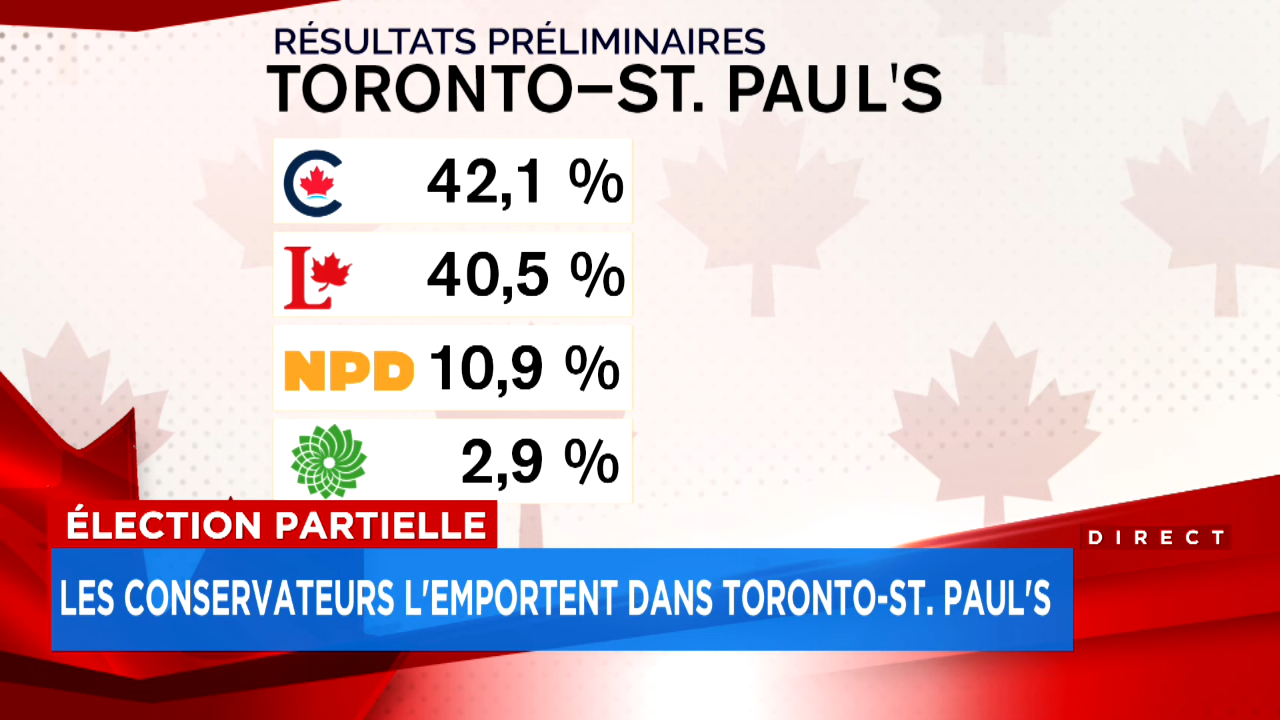 RÉSULTATS PRÉLIMINAIRES
TORONTO–ST. PAUL'S
C 42,1 %
L 40,5 %
NPD 10,9 %
2,9 %
ÉLECTION PARTIELLE
DIRECT
LES CONSERVATEURS L'EMPORTENT DANS TORONTO-ST. PAUL'S